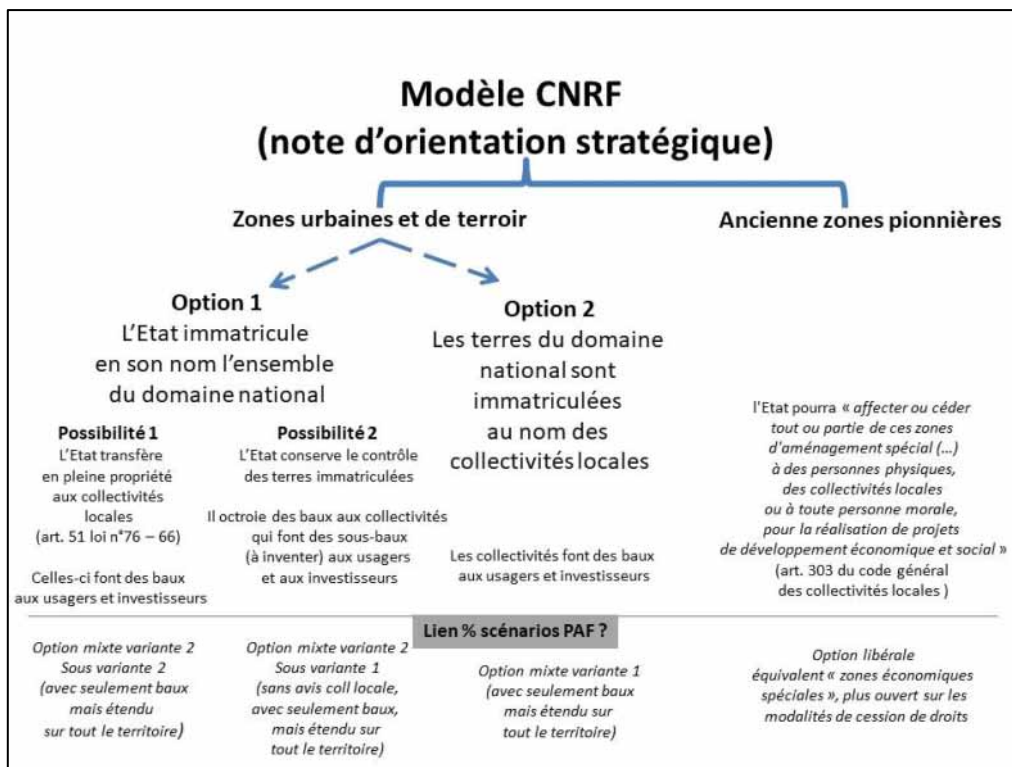 Modèle CNRF
(note d'orientation stratégique)
Zones urbaines et de terroir
Ancienne zones pionnières
Option 1
L'Etat immatricule
en son nom l'ensemble
du domaine national
Option 2
Les terres du domaine
national sont
immatriculées
au nom des
collectivités locales
Possibilité 1
L'Etat transfère
en pleine propriété
aux collectivités
locales
(art. 51 loi n°76 – 66)
Celles-ci font des baux
aux usagers et investisseurs
Possibilité 2
L'Etat conserve le contrôle
des terres immatriculées
Il octroie des baux aux collectivités
qui font des sous-baux
(à inventer) aux usagers
et aux investisseurs
Les collectivités font des baux
aux usagers et investisseurs
l'Etat pourra « affecter ou céder
tout ou partie de ces zones
d'aménagement spécial (...)
à des personnes physiques,
des collectivités locales
ou à toute personne morale,
pour la réalisation de projets
de développement économique et social »
(art. 303 du code général
des collectivités locales )
Lien % scénarios PAF ?
Option mixte variante 2
Sous variante 2
(avec seulement baux
mais étendu
sur tout le territoire)
Option mixte variante 2
Sous variante 1
(sans avis coll locale,
avec seulement baux,
mais étendu sur
tout le territoire)
Option mixte variante 1
(avec seulement baux
mais étendu sur
tout le territoire)
Option libérale
équivalent « zones économiques
spéciales », plus ouvert sur les
modalités de cession de droits